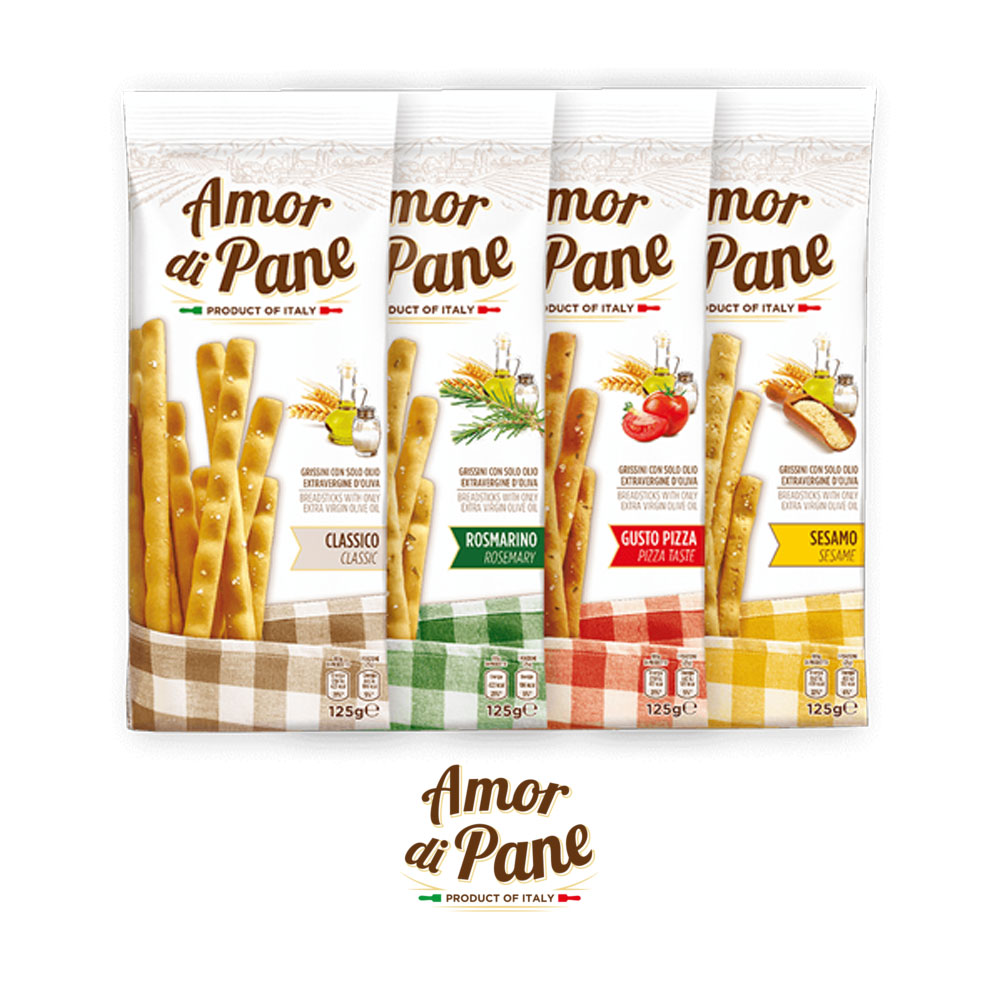 Amor
di Pane
PRODUCT OF ITALY
GRISSINI CON SOLO OLIO
EXTRAVERGINE D'OLIVA
BREADSTICKS WITH ONLY
EXTRA VIRGIN OLIVE OIL
CLASSICO
CLASSIC
125g℮
mor
Pane
DUCT OF ITALY
GRISSINI CON SOLO OLIO
EXTRAVERGINE D'OLIVA
BREADSTICKS WITH ONLY
EXTRA VIRGIN OLIVE OIL
ROSMARINO
ROSEMARY
125g℮
mor
Pane
DUCT OF ITALY
GRISSINI CON SOLO OLIO
EXTRAVERGINE D'OLIVA
BREADSTICKS WITH ONLY
EXTRA VIRGIN OLIVE OIL
GUSTO PIZZA
PIZZA TASTE
125g℮
mor
Pane
DUCT OF ITALY
GRISSINI CON SOLO OLIO
EXTRAVERGINE D'OLIVA
BREADSTICKS WITH ONLY
EXTRA VIRGIN OLIVE OIL
SESAMO
SESAME
125g℮
Amor
di Pane
PRODUCT OF ITALY